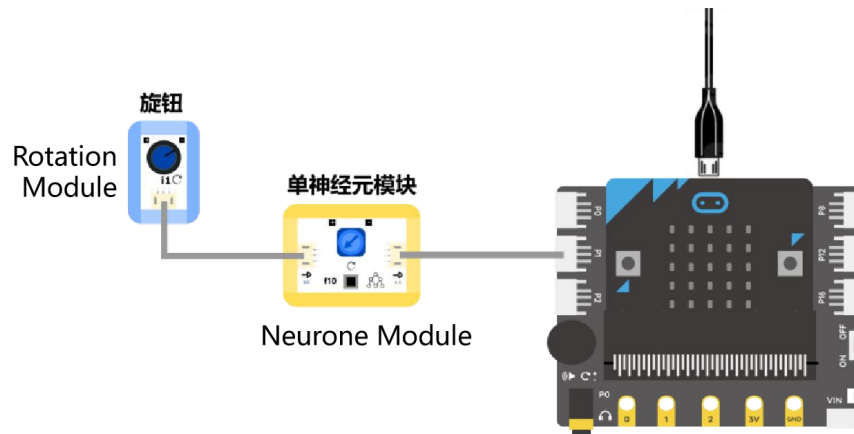 旋钮
Rotation
Module
i1
单神经元模块
f10
Neurone Module
P0
P1
P2
P8
P12
P16
OFF
ON
P0
VIN
0
1
2
3V
GND